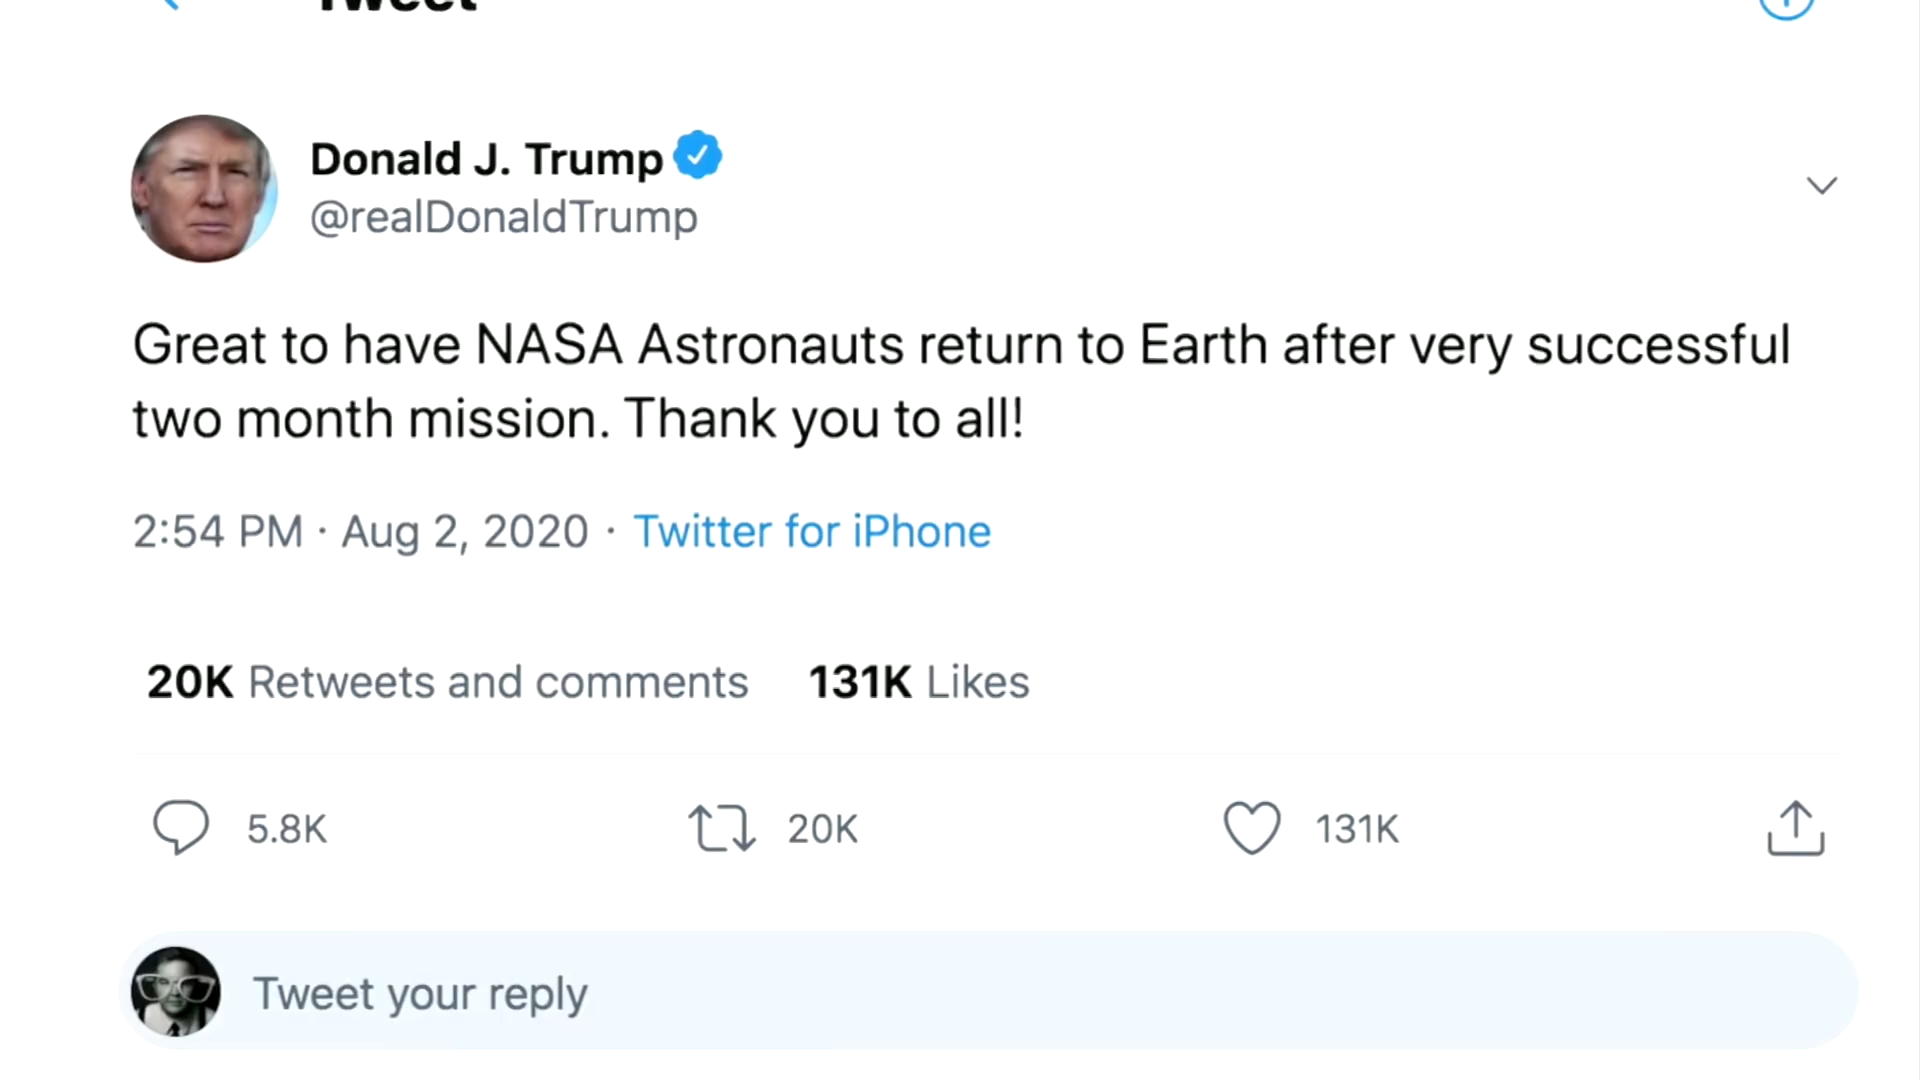 Tweet
Donald J. Trump
@realDonaldTrump
Great to have NASA Astronauts return to Earth after very successful
two month mission. Thank you to all!
2:54 PM · Aug 2, 2020 · Twitter for iPhone
20K Retweets and comments 131K Likes
5.8K 20K 131K
Tweet your reply